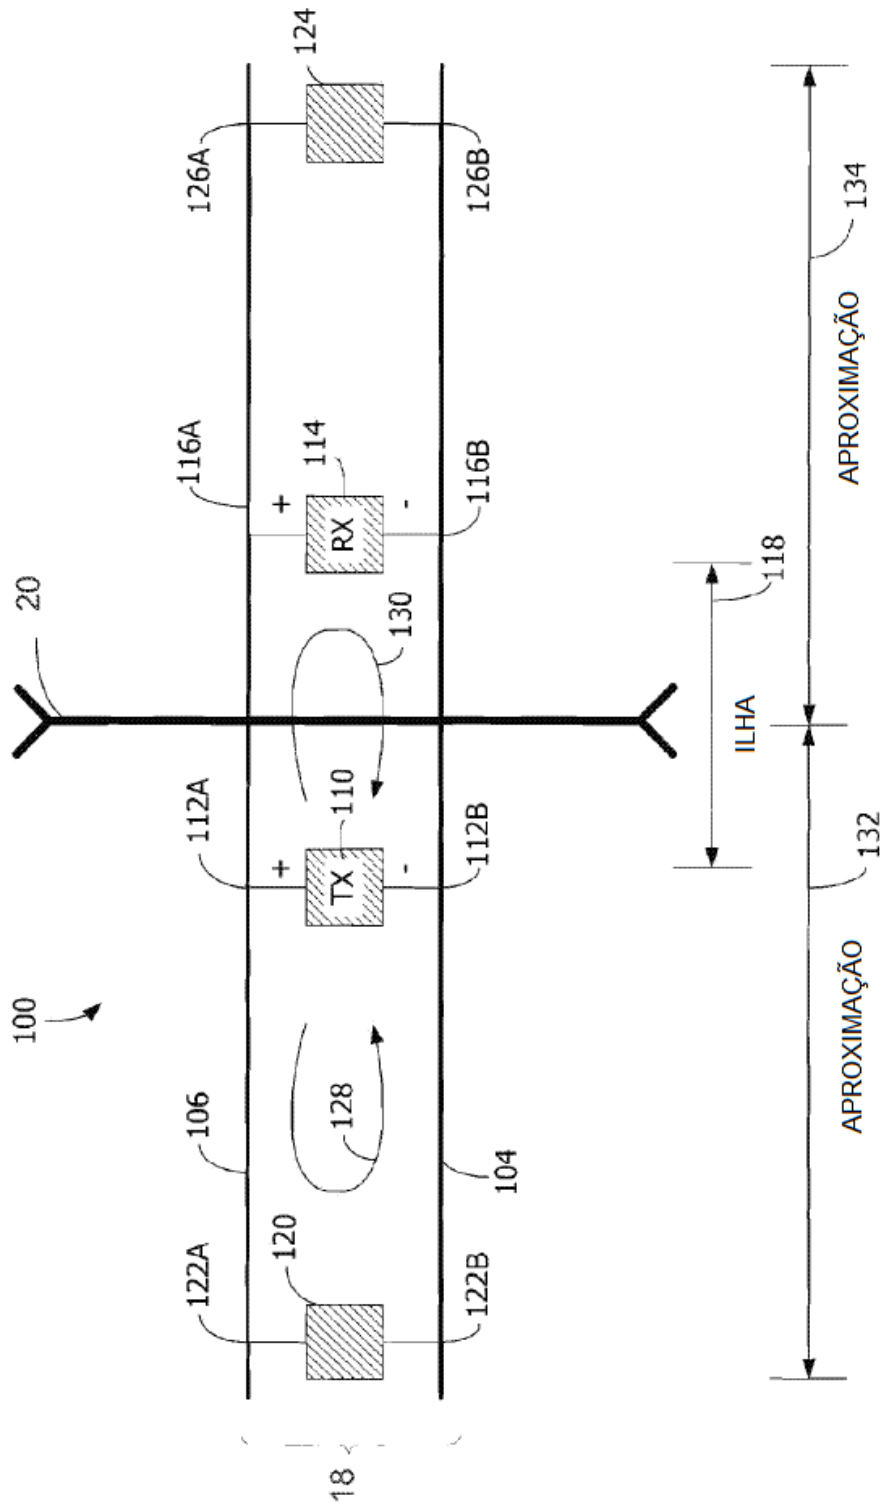 100
20
122A
106
112A
116A
126A
120
+
+
124
114
18
128
TX
110
RX
130
-
-
122B
104
112B
116B
126B
ILHA
118
APROXIMAÇÃO
132
APROXIMAÇÃO
134